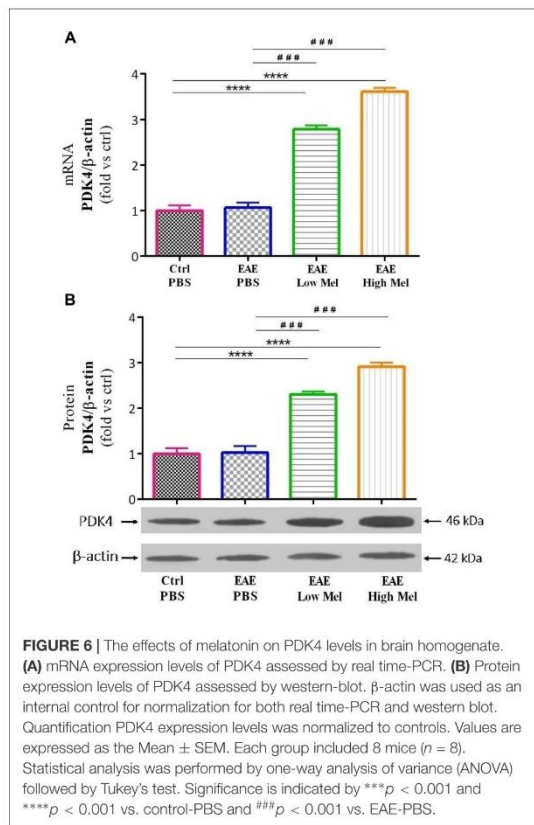 A
###
###
****
****
4
3
2
1
0
mRNA
PDK4/β-actin
(fold vs ctrl)
Ctrl
PBS
EAE
PBS
EAE
Low Mel
EAE
High Mel
B
###
###
****
****
4
3
2
1
0
Protein
PDK4/β-actin
(fold vs ctrl)
PDK4
46 kDa
β-actin
42 kDa
Ctrl
PBS
EAE
PBS
EAE
Low Mel
EAE
High Mel
FIGURE 6 | The effects of melatonin on PDK4 levels in brain homogenate.
(A) mRNA expression levels of PDK4 assessed by real time-PCR. (B) Protein
expression levels of PDK4 assessed by western-blot. β-actin was used as an
internal control for normalization for both real time-PCR and western blot.
Quantification PDK4 expression levels was normalized to controls. Values are
expressed as the Mean ± SEM. Each group included 8 mice (n = 8).
Statistical analysis was performed by one-way analysis of variance (ANOVA)
followed by Tukey's test. Significance is indicated by ***p < 0.001 and
****p < 0.001 vs. control-PBS and ###p < 0.001 vs. EAE-PBS.